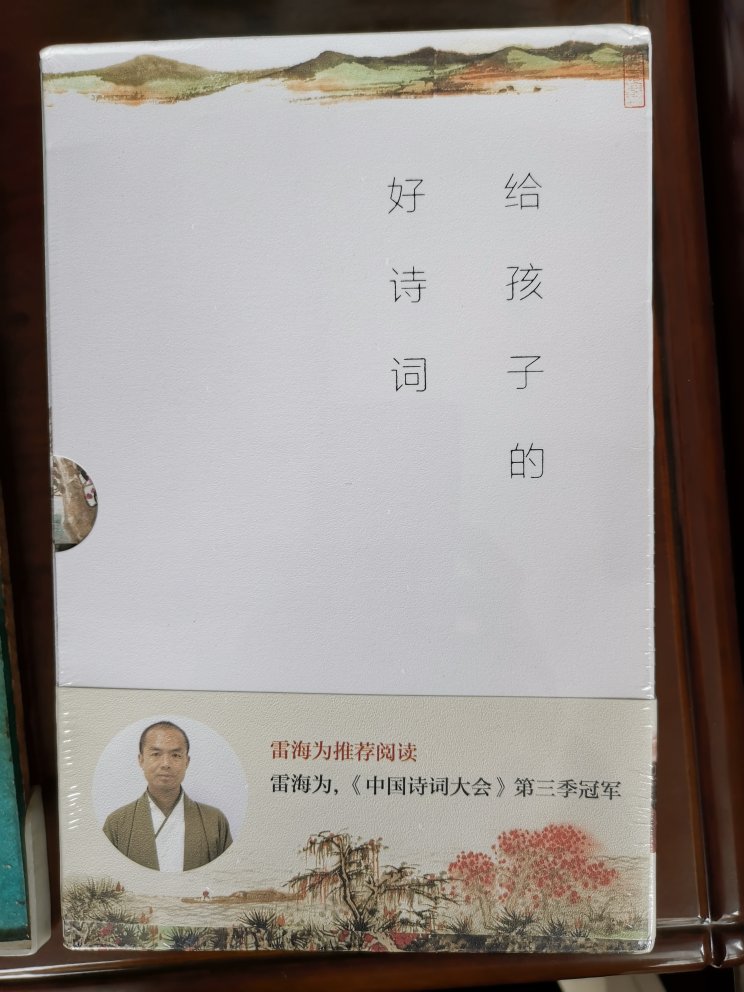 给孩子的
好诗词
雷海为推荐阅读
雷海为，《中国诗词大会》第三季冠军